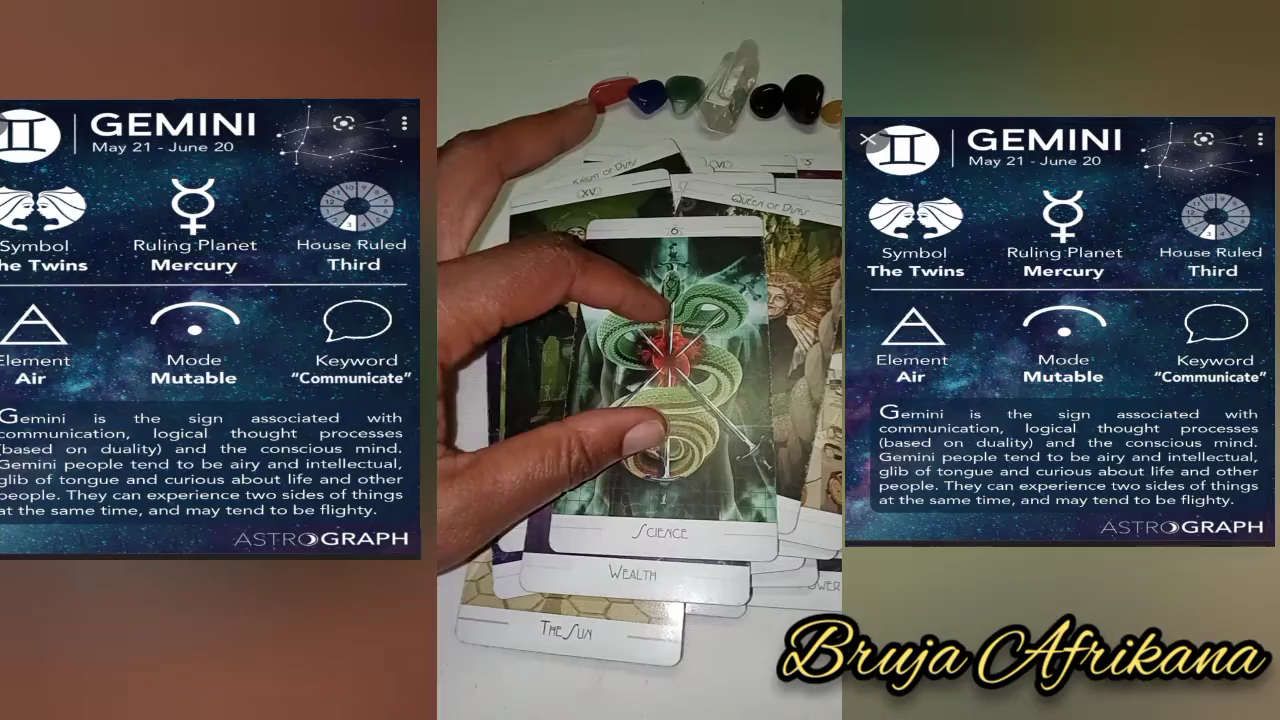 GEMINI
May 21 - June 20
Symbol
he Twins
Ruling Planet
Mercury
House Ruled
Third
Element
Air
Mode
Mutable
Keyword
"Communicate"
Gemini is the sign associated with
communication, logical thought processes
(based on duality) and the conscious mind.
Gemini people tend to be airy and intellectual,
glib of tongue and curious about life and other
people. They can experience two sides of things
at the same time, and may tend to be flighty.
ASTROGRAPH
KNIGHT OF DISKS
XV
VI
5
QUEEN OF DISKS
6
SCIENCE
WEALTH
OWER
THE SUN
GEMINI
May 21 - June 20
Symbol
The Twins
Ruling Planet
Mercury
House Ruled
Third
Element
Air
Mode
Mutable
Keyword
"Communicate"
Gemini is the sign associated with
communication, logical thought processes
(based on duality) and the conscious mind.
Gemini people tend to be airy and intellectual,
glib of tongue and curious about life and other
people. They can experience two sides of things
at the same time, and may tend to be flighty.
ASTROGRAPH
Bruja Afrikana